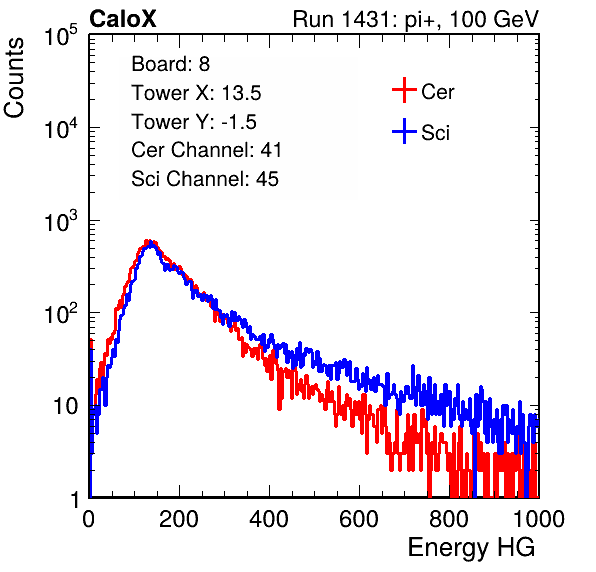 CaloX Run 1431: pi+, 100 GeV
Board: 8
Tower X: 13.5
Tower Y: -1.5
Cer Channel: 41
Sci Channel: 45
Cer
Sci
Counts
10^5
10^4
10^3
10^2
10
1
0 200 400 600 800 1000
Energy HG